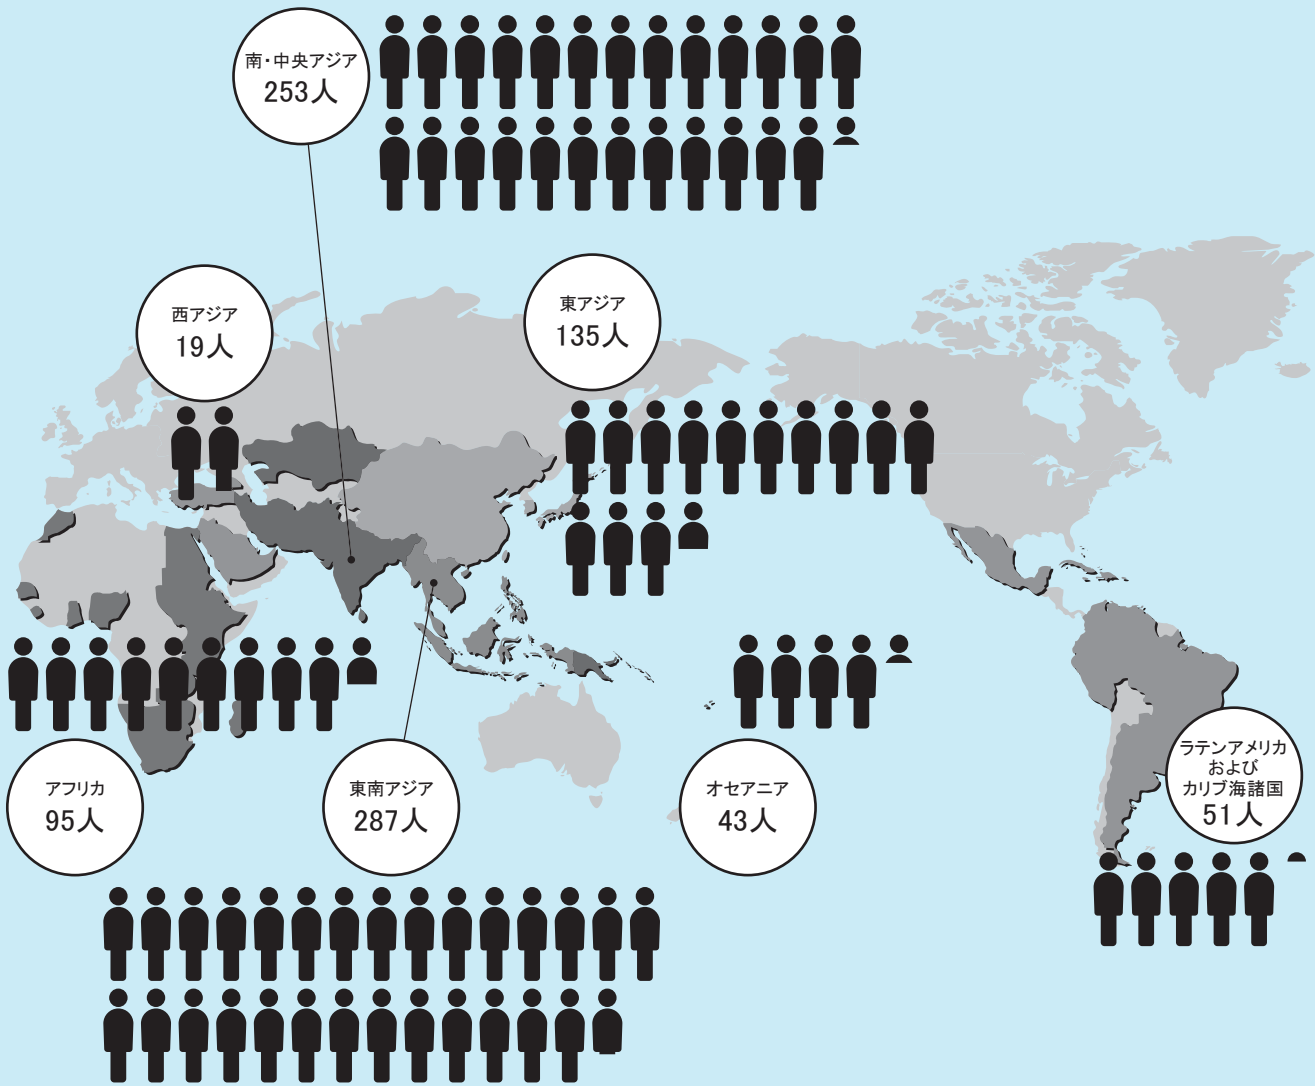 南・中央アジア
253人
西アジア
19人
東アジア
135人
アフリカ
95人
東南アジア
287人
オセアニア
43人
ラテンアメリカ
および
カリブ海諸国
51人